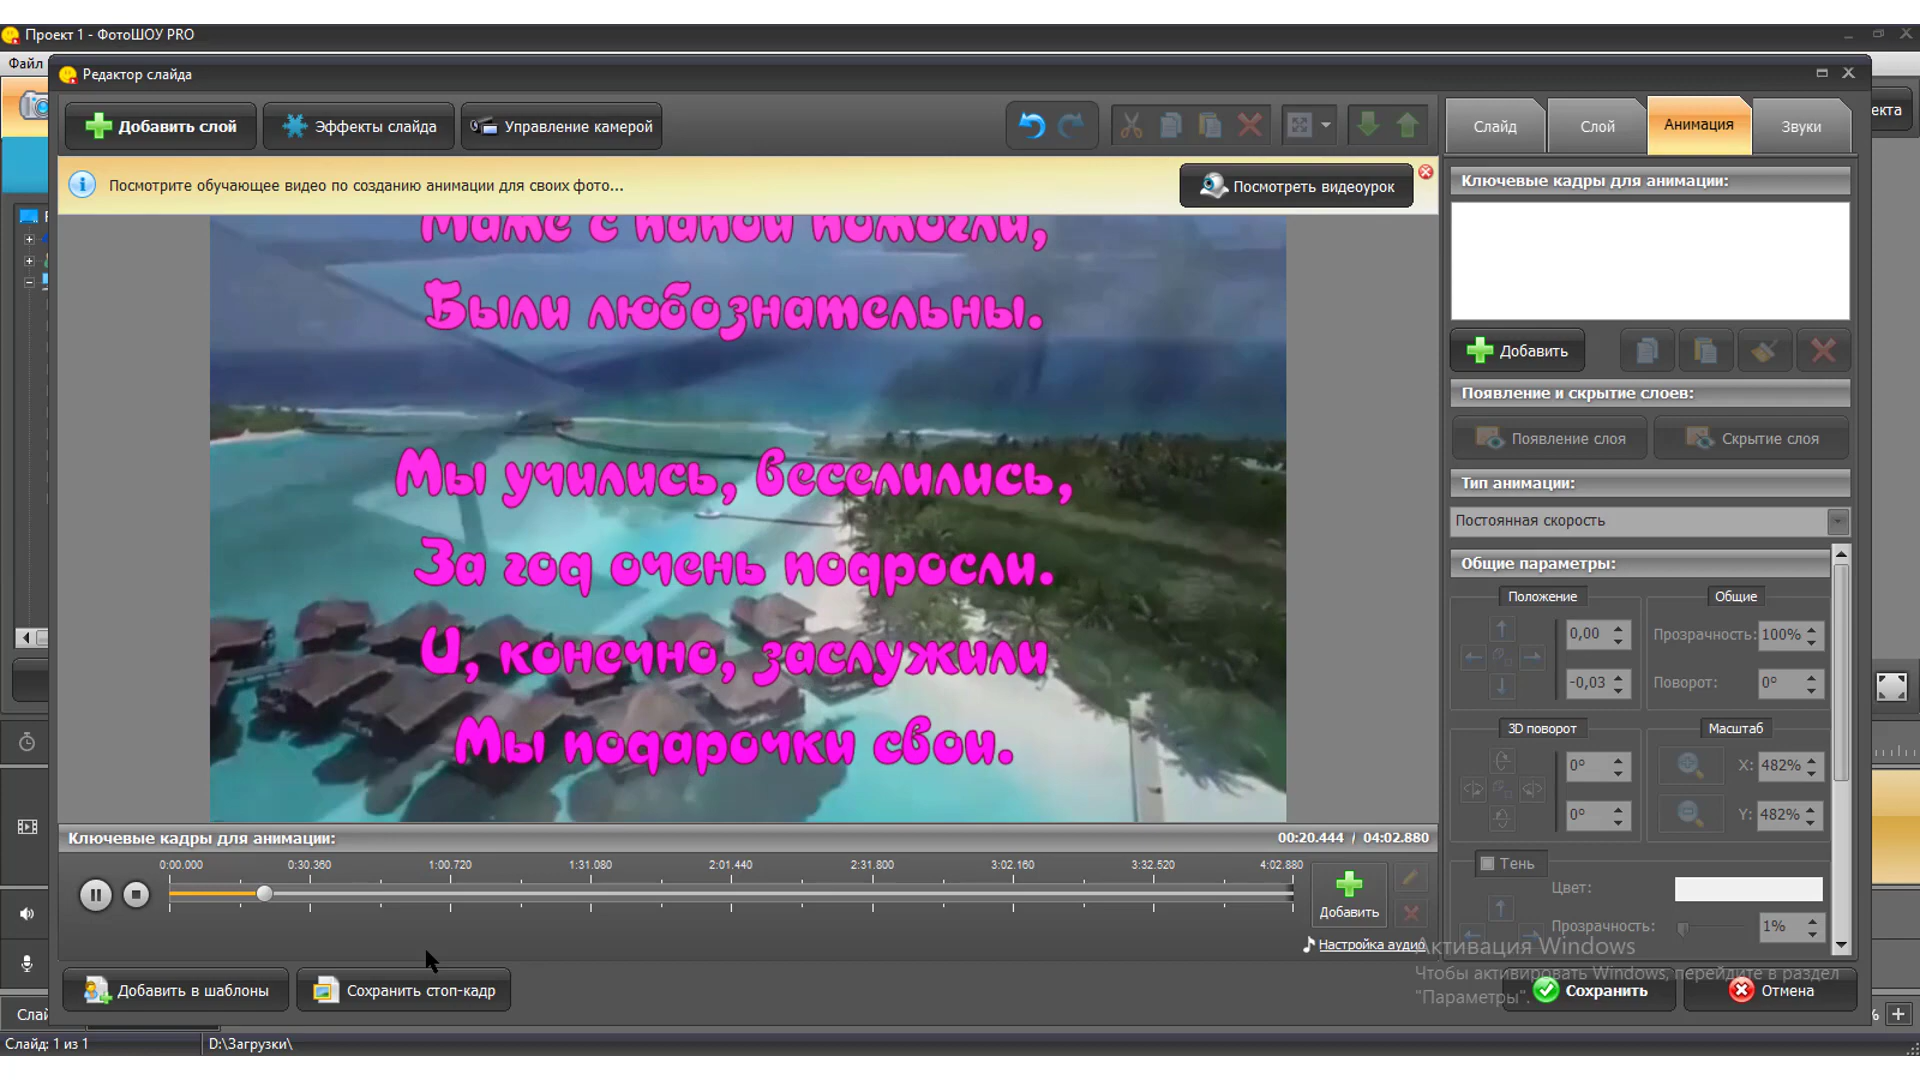 Проект 1 - ФотоШОУ PRO
Файл
Редактор слайда
Добавить слой
Эффекты слайда
Управление камерой
Слайд
Слой
Анимация
Звуки
екта
Посмотрите обучающее видео по созданию анимации для своих фото...
Посмотреть видеоурок
Ключевые кадры для анимации:
Маме с папой помогли,
Были любознательны.
Мы учились, веселились,
За год очень подросли.
И, конечно, заслужили
Мы подарочки свои.
Добавить
Появление и скрытие слоев:
Появление слоя
Скрытие слоя
Тип анимации:
Постоянная скорость
Общие параметры:
Положение
Общие
0,00
Прозрачность:
100%
-0,03
Поворот:
0°
3D поворот
Масштаб
0°
X:
482%
0°
Y:
482%
Тень
Цвет:
Прозрачность:
1%
Ключевые кадры для анимации:
00:20.444 / 04:02.880
0:00.000
0:30.360
1:00.720
1:31.080
2:01.440
2:31.800
3:02.160
3:32.520
4:02.880
Добавить
Настройка аудио
Активация Windows
Чтобы активировать Windows, перейдите в раздел
"Параметры".
Добавить в шаблоны
Сохранить стоп-кадр
Сохранить
Отмена
Слай
%
Слайд: 1 из 1
D:\Загрузки\